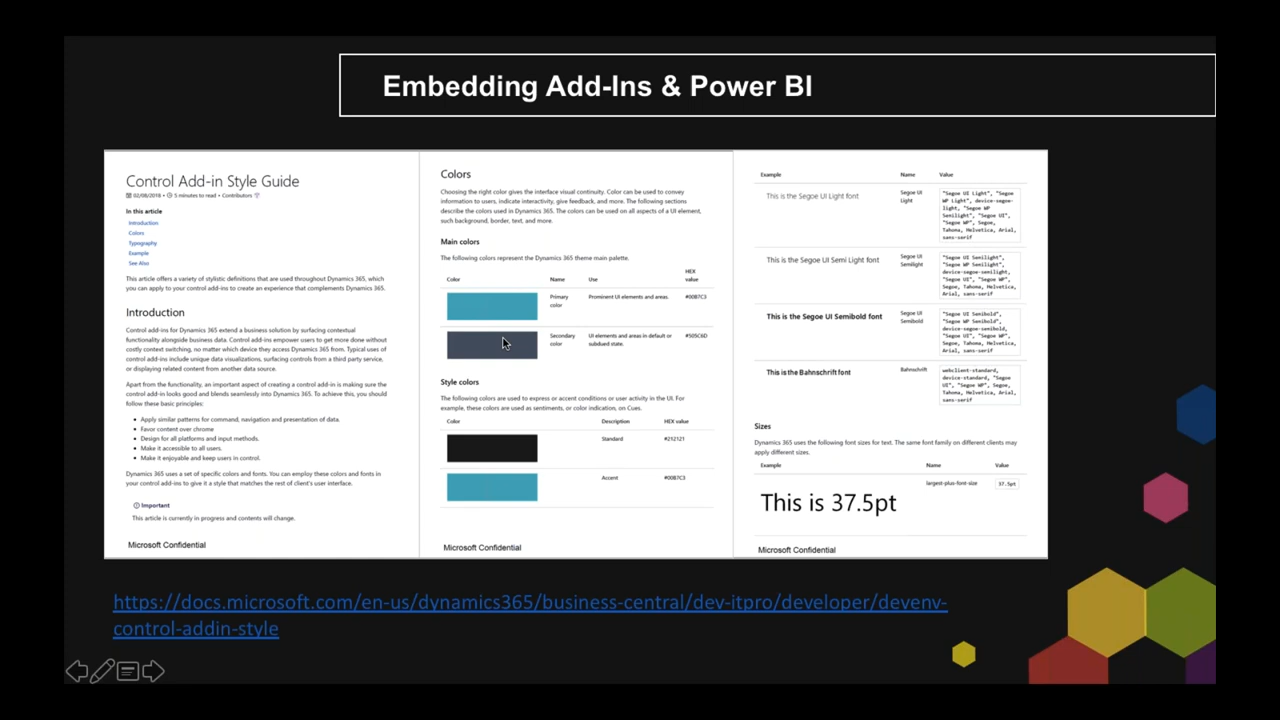 Embedding Add-Ins & Power BI
Control Add-in Style Guide
02/08/2018 • 5 minutes to read • Contributors
In this article
Introduction
Colors
Typography
Example
See Also
This article offers a variety of stylistic definitions that are used throughout Dynamics 365, which
you can apply to your control add-ins to create an experience that complements Dynamics 365.
Introduction
Control add-ins for Dynamics 365 extend a business solution by surfacing contextual
functionality alongside business data. Control add-ins empower users to get more done without
costly context switching, no matter which device they access Dynamics 365 from. Typical uses of
control add-ins include unique data visualizations, surfacing controls from a third party service,
or displaying related content from another data source.
Apart from the functionality, an important aspect of creating a control add-in is making sure the
control add-in looks good and blends seamlessly into Dynamics 365. To achieve this, you should
follow these basic principles:
• Apply similar patterns for command, navigation and presentation of data.
• Favor content over chrome
• Design for all platforms and input methods.
• Make it accessible to all users.
• Make it enjoyable and keep users in control.
Dynamics 365 uses a set of specific colors and fonts. You can employ these colors and fonts in
your control add-ins to give it a style that matches the rest of client's user interface.
Important
This article is currently in progress and contents will change.
Microsoft Confidential
Colors
Choosing the right color gives the interface visual continuity. Color can be used to convey
information to users, indicate interactivity, give feedback, and more. The following sections
describe the colors used in Dynamics 365. The colors can be used on all aspects of a UI element,
such background, border, text, and more.
Main colors
The following colors represent the Dynamics 365 theme main palette.
HEX
Color Name Use value
Primary Prominent UI elements and areas. #00B7C3
color
Secondary UI elements and areas in default or #505C6D
color subdued state.
Style colors
The following colors are used to express or accent conditions or user activity in the UI. For
example, these colors are used as sentiments, or color indication, on Cues.
Color Description HEX value
Standard #212121
Accent #00B7C3
Microsoft Confidential
Example Name Value
This is the Segoe UI Light font Segoe UI "Segoe UI Light", "Segoe
Light WP Light", device-segoe-
light, "Segoe WP
Semilight", "Segoe UI",
"Segoe WP", Segoe,
Tahoma, Helvetica, Arial,
sans-serif
This is the Segoe UI Semi Light font Segoe UI "Segoe UI Semilight",
Semilight "Segoe WP Semilight",
device-segoe-semilight,
"Segoe UI", "Segoe WP",
Segoe, Tahoma, Helvetica,
Arial, sans-serif
This is the Segoe UI Semibold font Segoe UI "Segoe UI Semibold",
Semibold "Segoe WP Semibold",
device-segoe-semibold,
"Segoe UI", "Segoe WP",
Segoe, Tahoma, Helvetica,
Arial, sans-serif
This is the Bahnschrift font Bahnschrift webclient-standard,
device-standard, "Segoe
UI", "Segoe WP", Segoe,
device-segoe, Tahoma,
Helvetica, Arial,
sans-serif
Sizes
Dynamics 365 uses the following font sizes for text. The same font family on different clients may
apply different sizes.
Example Name Value
largest-plus-font-size 37.5pt
This is 37.5pt
Microsoft Confidential
https://docs.microsoft.com/en-us/dynamics365/business-central/dev-itpro/developer/devenv-
control-addin-style